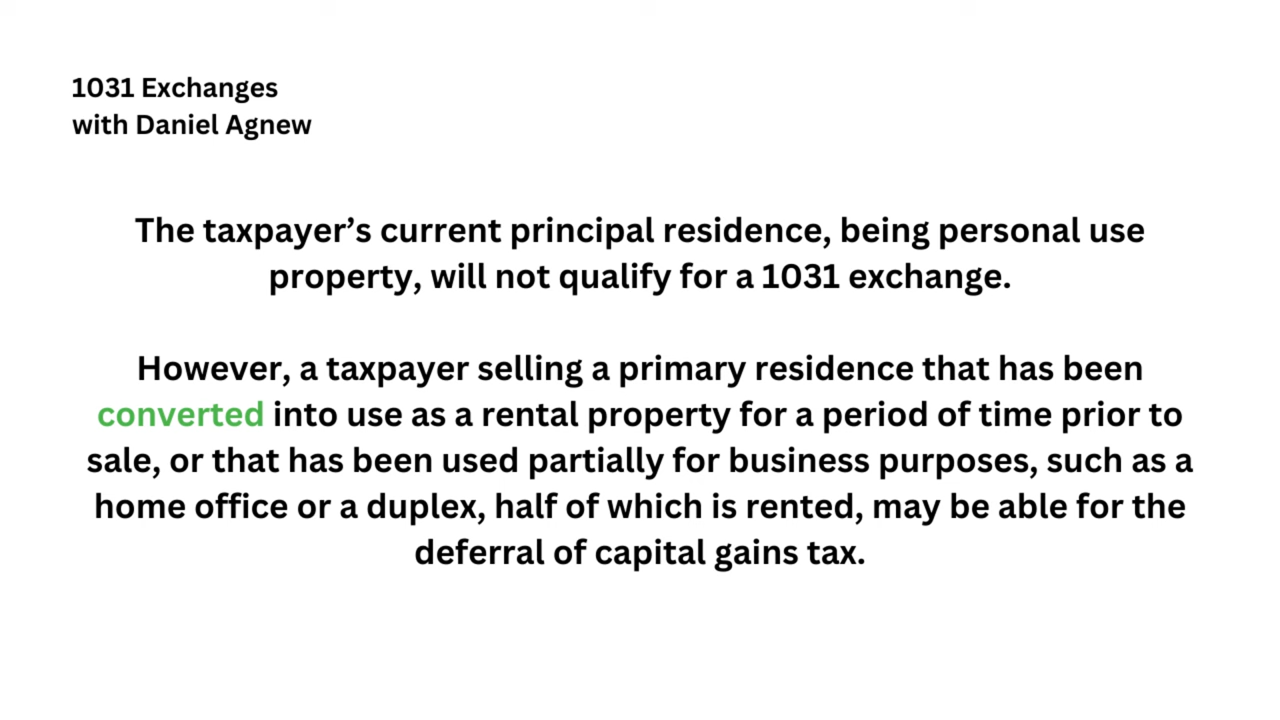 1031 Exchanges
with Daniel Agnew
The taxpayer’s current principal residence, being personal use
property, will not qualify for a 1031 exchange.
However, a taxpayer selling a primary residence that has been
converted into use as a rental property for a period of time prior to
sale, or that has been used partially for business purposes, such as a
home office or a duplex, half of which is rented, may be able for the
deferral of capital gains tax.